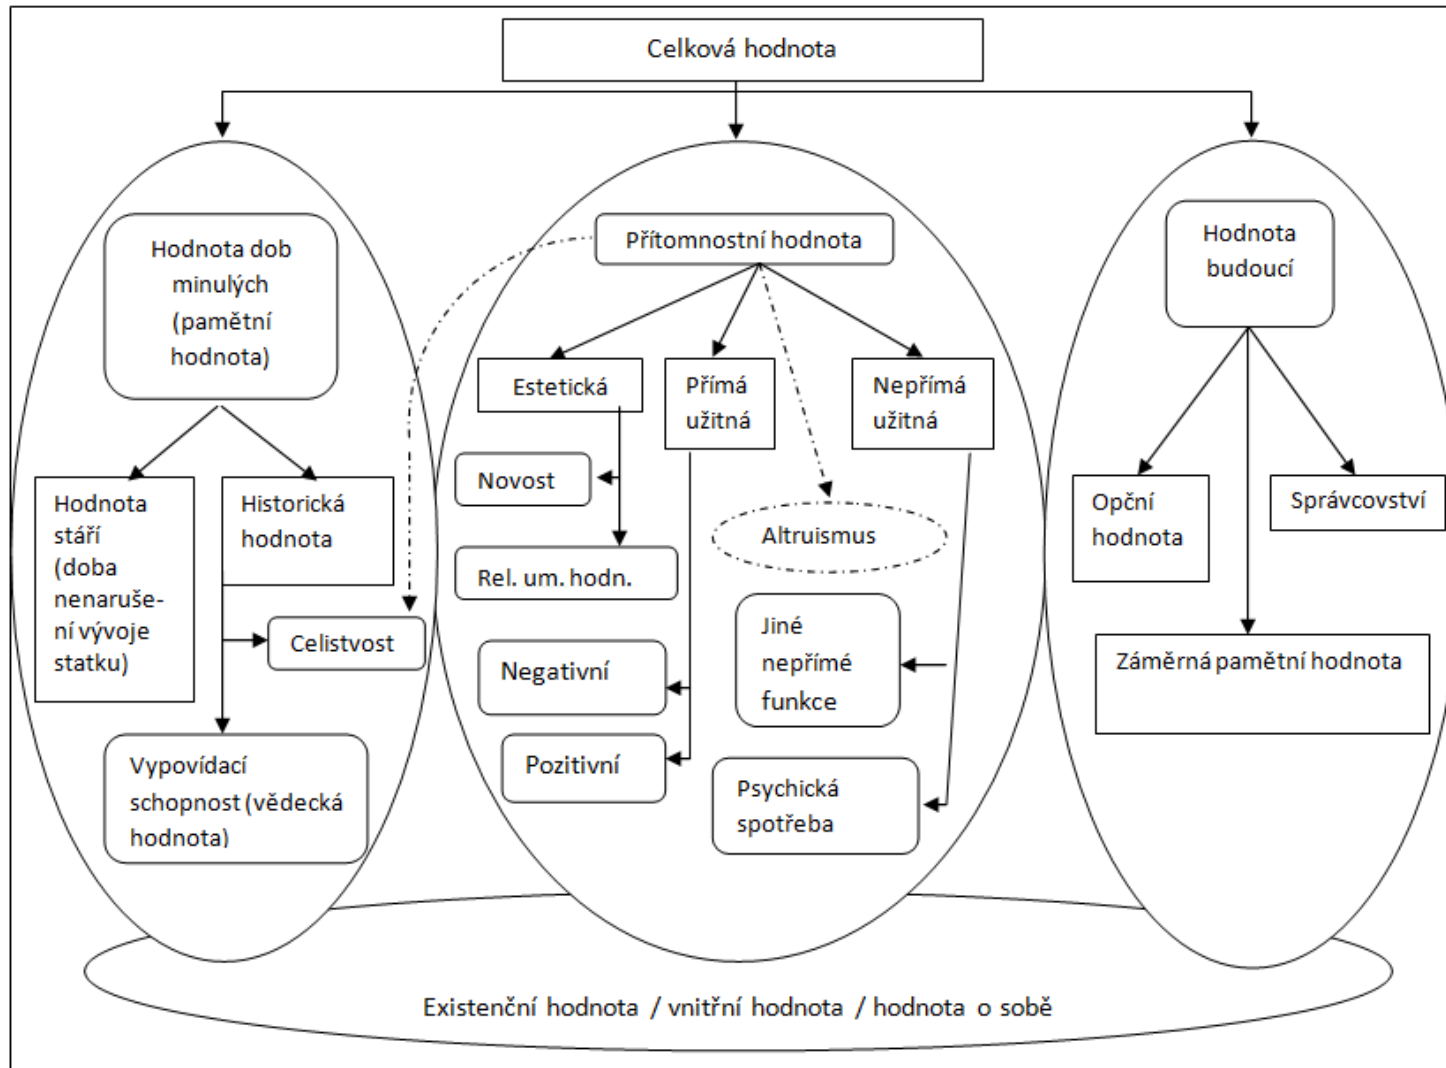 Celková hodnota
Hodnota dob
minulých
(pamětní
hodnota)
Hodnota
stáří
(doba
nenaruše-
ní vývoje
statku)
Historická
hodnota
Celistvost
Vypovídací
schopnost (vědecká
hodnota)
Přítomnostní hodnota
Estetická
Přímá
užitná
Nepřímá
užitná
Novost
Rel. um. hodn.
Altruismus
Negativní
Pozitivní
Jiné
nepřímé
funkce
Psychická
spotřeba
Hodnota
budoucí
Opční
hodnota
Správcovství
Záměrná pamětní hodnota
Existenční hodnota / vnitřní hodnota / hodnota o sobě